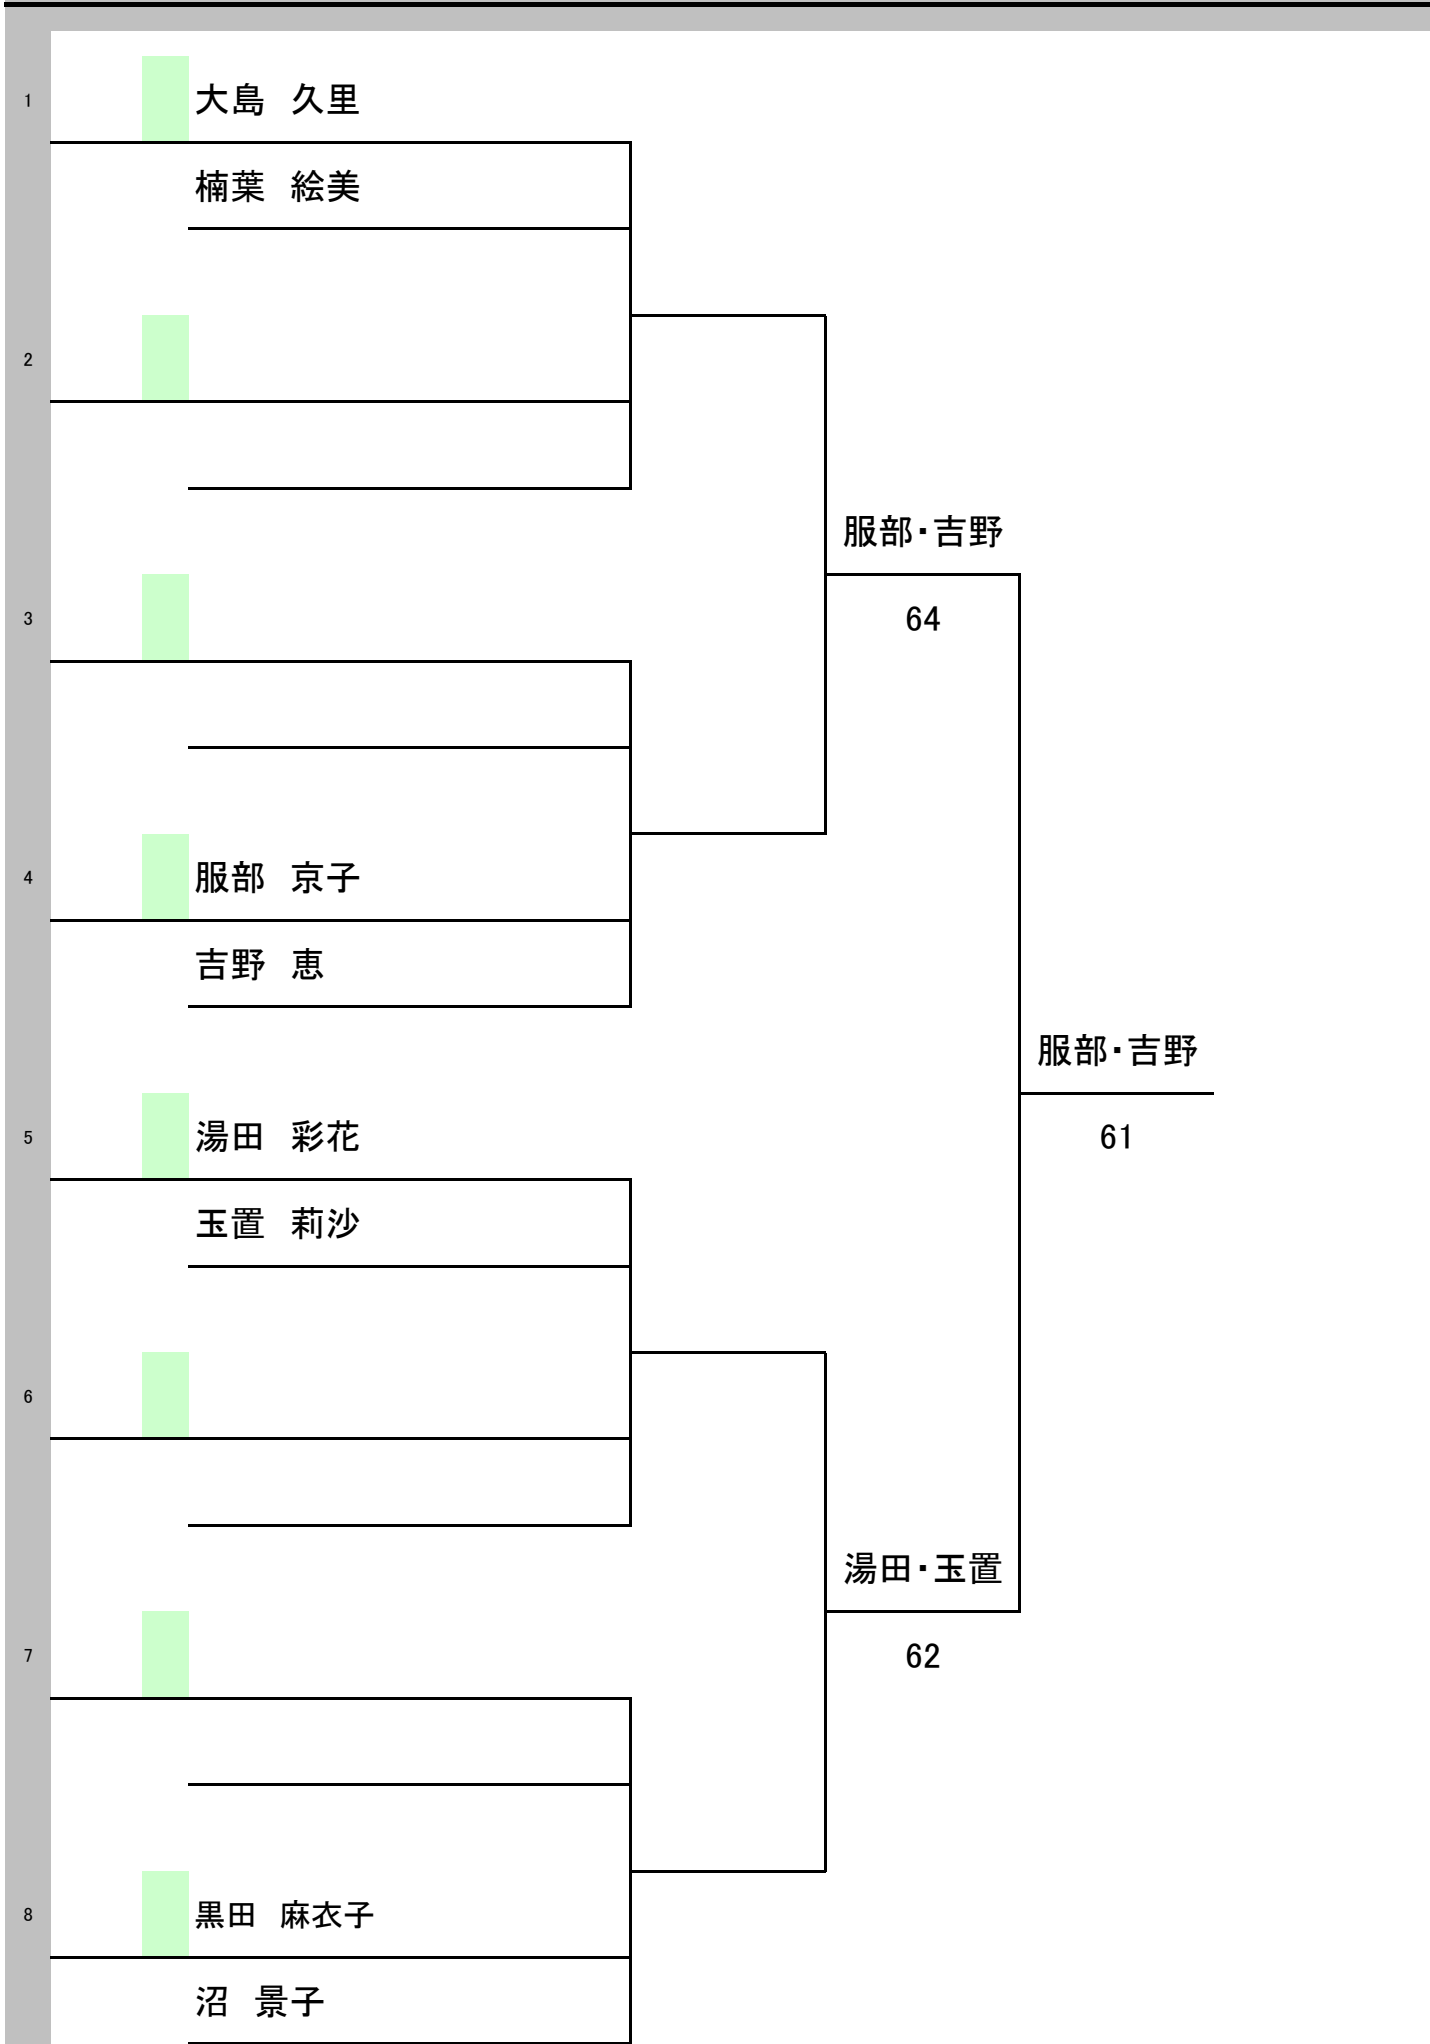 1
大島　久里
楠葉　絵美
2
服部・吉野
3
64
4
服部　京子
吉野　恵
服部・吉野
5
湯田　彩花
61
玉置　莉沙
6
湯田・玉置
7
62
8
黒田　麻衣子
沼　景子